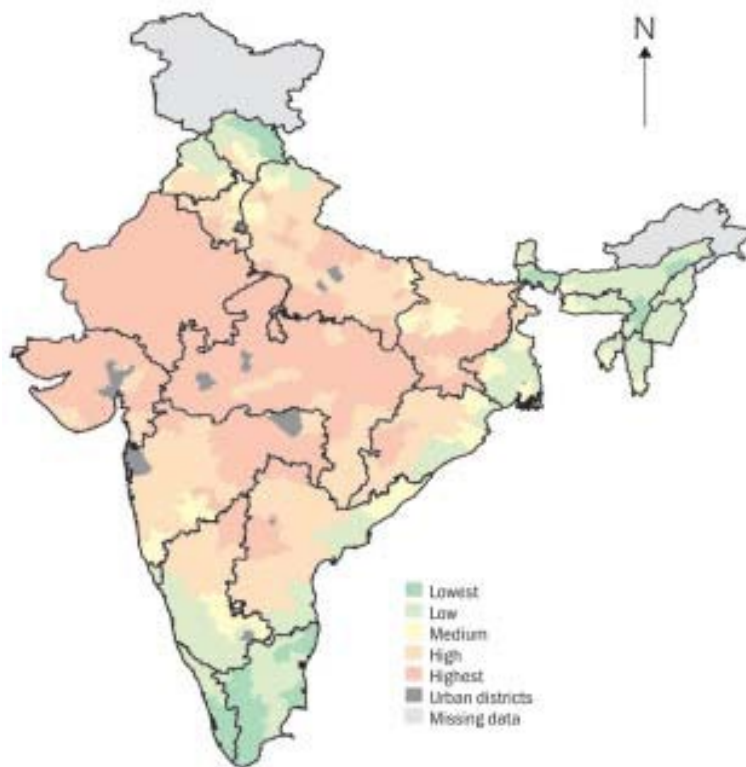 N
Lowest
Low
Medium
High
Highest
Urban districts
Missing data